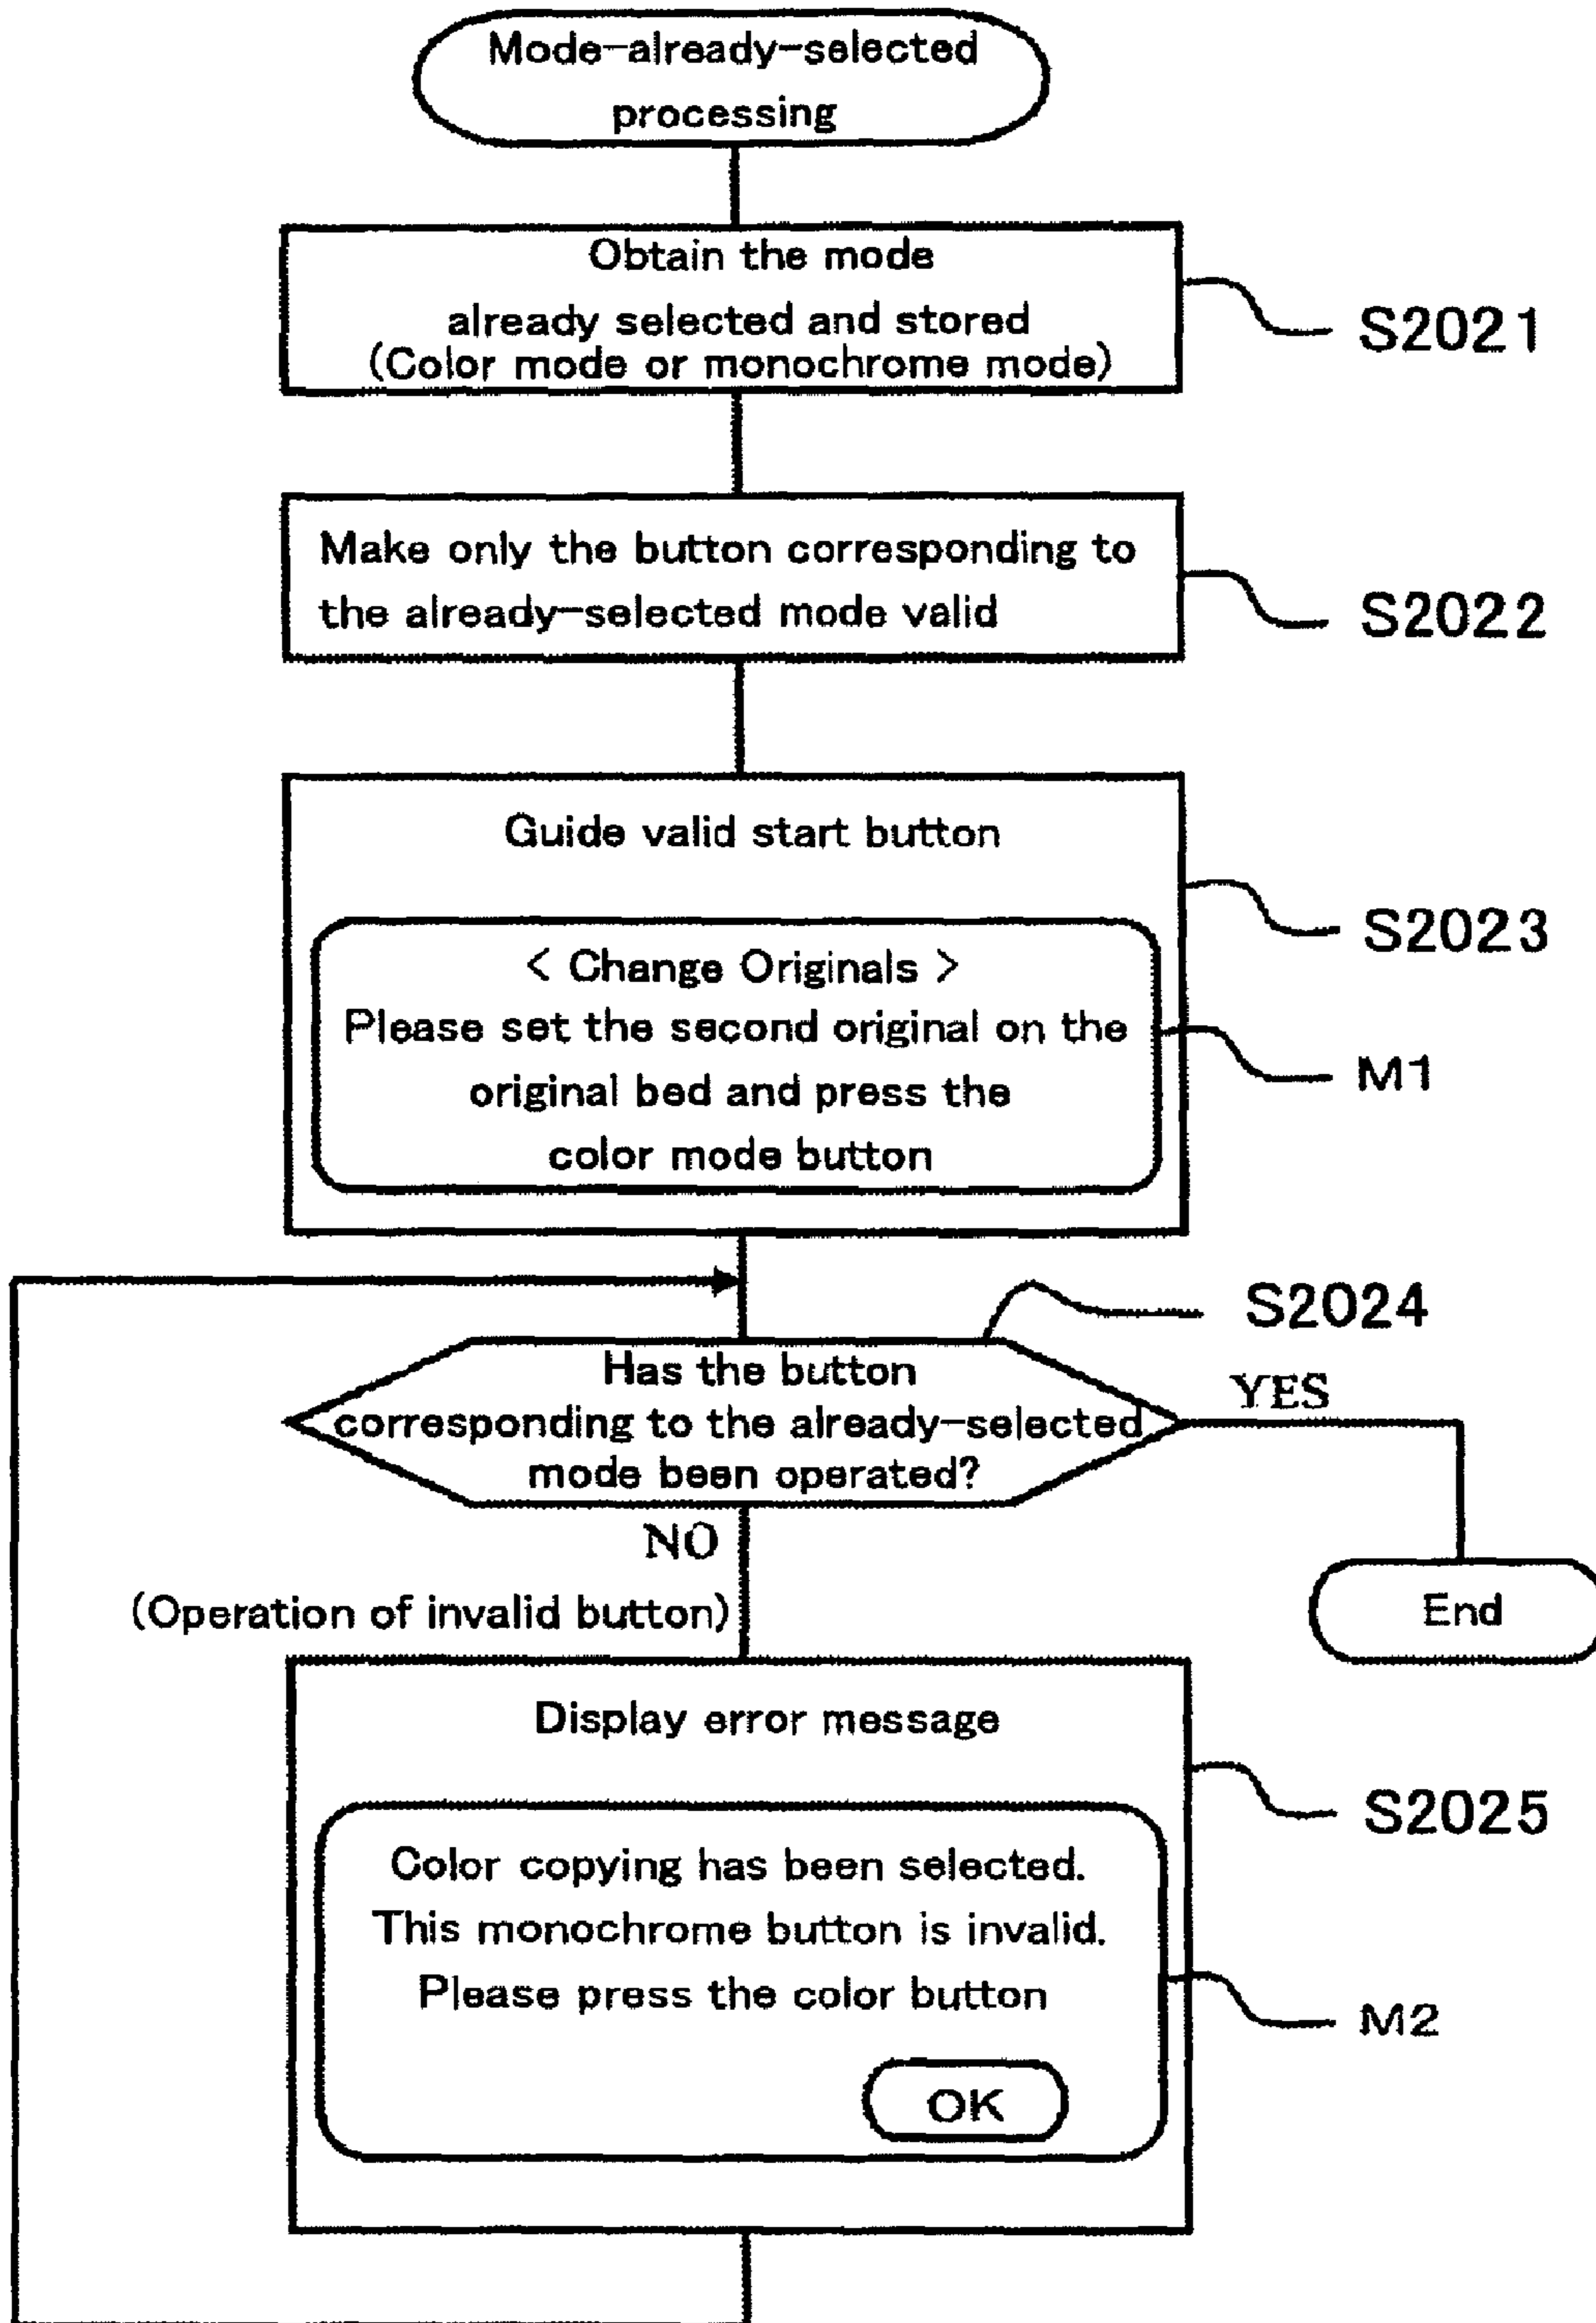 Mode-already-selected
processing
Obtain the mode
already selected and stored
(Color mode or monochrome mode)
S2021
Make only the button corresponding to
the already-selected mode valid
S2022
Guide valid start button
S2023
< Change Originals >
Please set the second original on the
original bed and press the
color mode button
M1
S2024
Has the button
corresponding to the already-selected
mode been operated?
YES
NO
(Operation of invalid button)
End
Display error message
S2025
Color copying has been selected.
This monochrome button is invalid.
Please press the color button
M2
OK